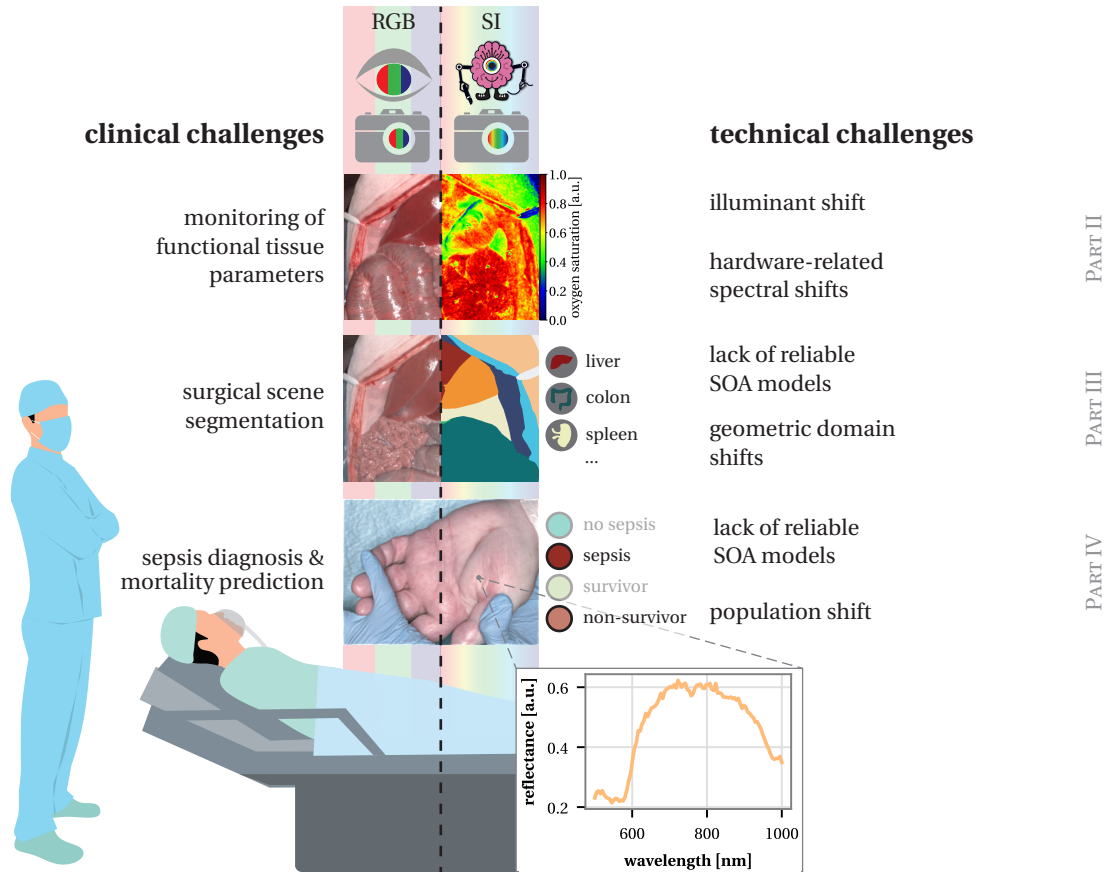 RGB
SI
clinical challenges
technical challenges
monitoring of
functional tissue
parameters
1.0
0.8
0.6
0.4
0.2
0.0
oxygen saturation [a.u.]
illuminant shift
hardware-related
spectral shifts
PART II
surgical scene
segmentation
liver
colon
spleen
...
lack of reliable
SOA models
geometric domain
shifts
PART III
sepsis diagnosis &
mortality prediction
no sepsis
sepsis
survivor
non-survivor
lack of reliable
SOA models
population shift
PART IV
reflectance [a.u.]
0.6
0.4
0.2
600
800
1000
wavelength [nm]